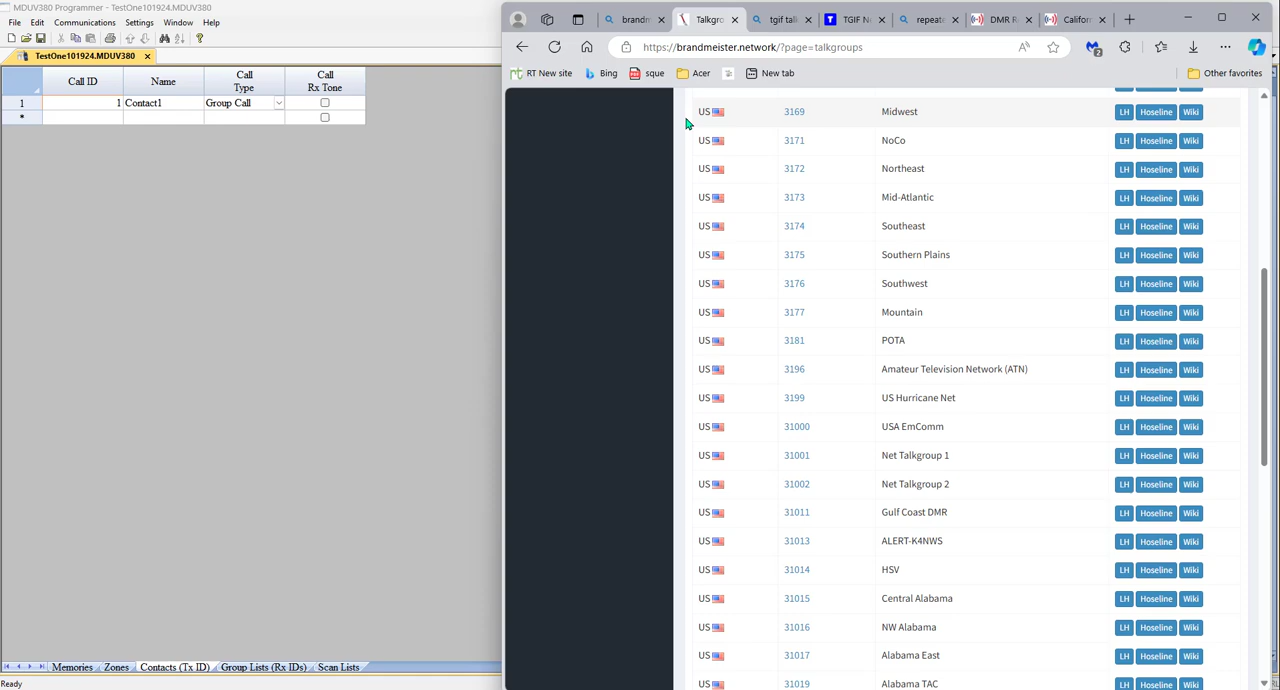 MDUV380 Programmer - TestOne101924.MDUV380
File Edit Communications Settings Window Help
TestOne101924.MDUV380
Call ID Name Call Type Call Rx Tone
1 1 Contact1 Group Call
*
Memories Zones Contacts (Tx ID) Group Lists (Rx IDs) Scan Lists
Ready
brandm Talkgro tgif talk TGIF Ne repeate DMR R Californ
https://brandmeister.network/?page=talkgroups
2
RT New site Bing sque Acer New tab Other favorites
US 3169 Midwest LH Hoseline Wiki
US 3171 NoCo LH Hoseline Wiki
US 3172 Northeast LH Hoseline Wiki
US 3173 Mid-Atlantic LH Hoseline Wiki
US 3174 Southeast LH Hoseline Wiki
US 3175 Southern Plains LH Hoseline Wiki
US 3176 Southwest LH Hoseline Wiki
US 3177 Mountain LH Hoseline Wiki
US 3181 POTA LH Hoseline Wiki
US 3196 Amateur Television Network (ATN) LH Hoseline Wiki
US 3199 US Hurricane Net LH Hoseline Wiki
US 31000 USA EmComm LH Hoseline Wiki
US 31001 Net Talkgroup 1 LH Hoseline Wiki
US 31002 Net Talkgroup 2 LH Hoseline Wiki
US 31011 Gulf Coast DMR LH Hoseline Wiki
US 31013 ALERT-K4NWS LH Hoseline Wiki
US 31014 HSV LH Hoseline Wiki
US 31015 Central Alabama LH Hoseline Wiki
US 31016 NW Alabama LH Hoseline Wiki
US 31017 Alabama East LH Hoseline Wiki
US 31019 Alabama TAC LH Hoseline Wiki